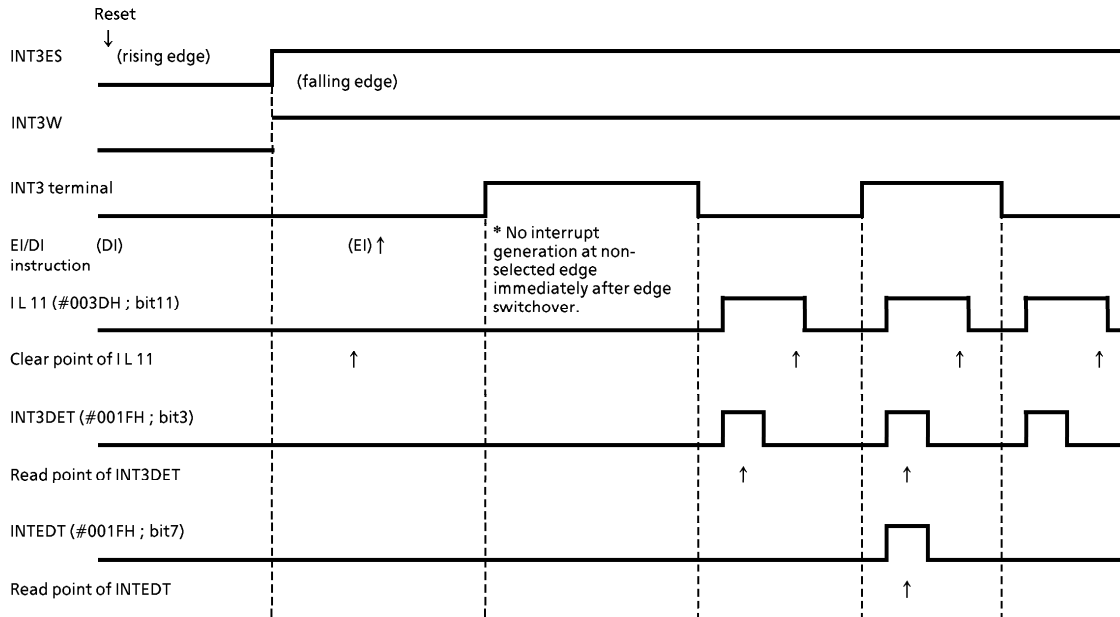 Reset
INT3ES
(rising edge)
(falling edge)
INT3W
INT3 terminal
EI/DI (DI)
instruction
(EI)
* No interrupt
generation at non-
selected edge
immediately after edge
switchover.
I L 11 (#003DH ; bit11)
Clear point of I L 11
INT3DET (#001FH ; bit3)
Read point of INT3DET
INTEDT (#001FH ; bit7)
Read point of INTEDT